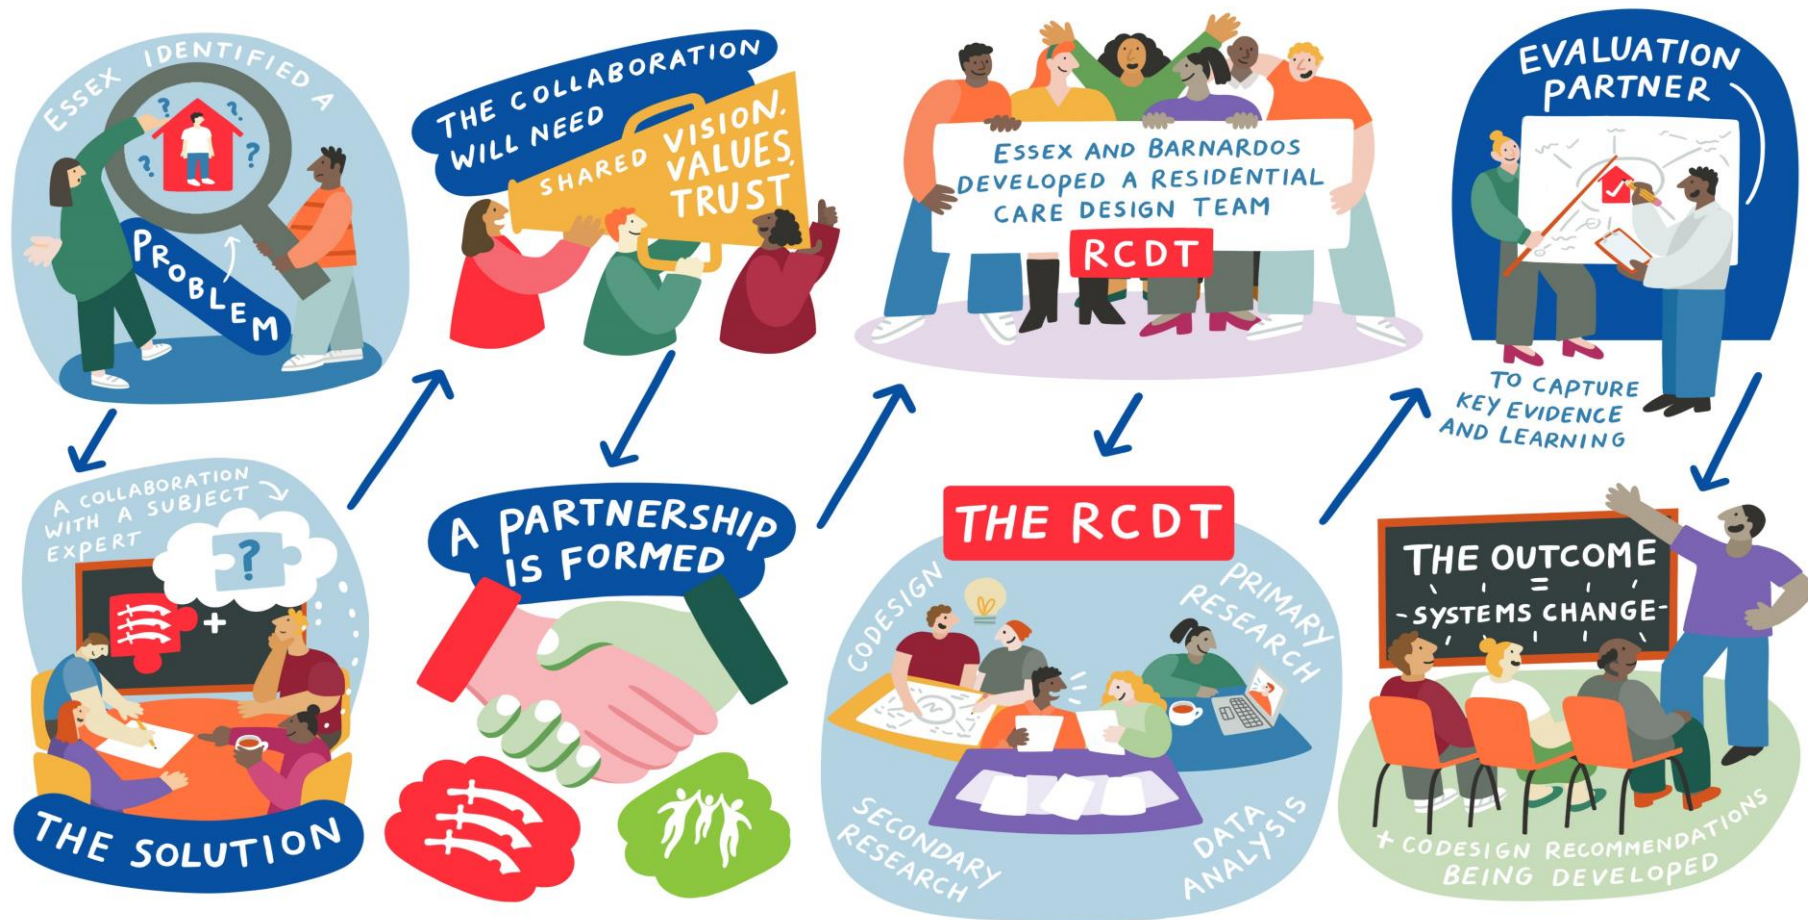 ESSEX IDENTIFIED A
PROBLEM
?
?
?
?
A COLLABORATION
WITH A SUBJECT
EXPERT
?
+
THE SOLUTION
THE COLLABORATION
WILL NEED
SHARED VISION,
VALUES,
TRUST
A PARTNERSHIP
IS FORMED
ESSEX AND BARNARDOS
DEVELOPED A RESIDENTIAL
CARE DESIGN TEAM
RCDT
THE RCDT
CODESIGN
PRIMARY
RESEARCH
SECONDARY
RESEARCH
DATA
ANALYSIS
EVALUATION
PARTNER
TO CAPTURE
KEY EVIDENCE
AND LEARNING
THE OUTCOME
=
-SYSTEMS CHANGE-
+ CODESIGN RECOMMENDATIONS
BEING DEVELOPED